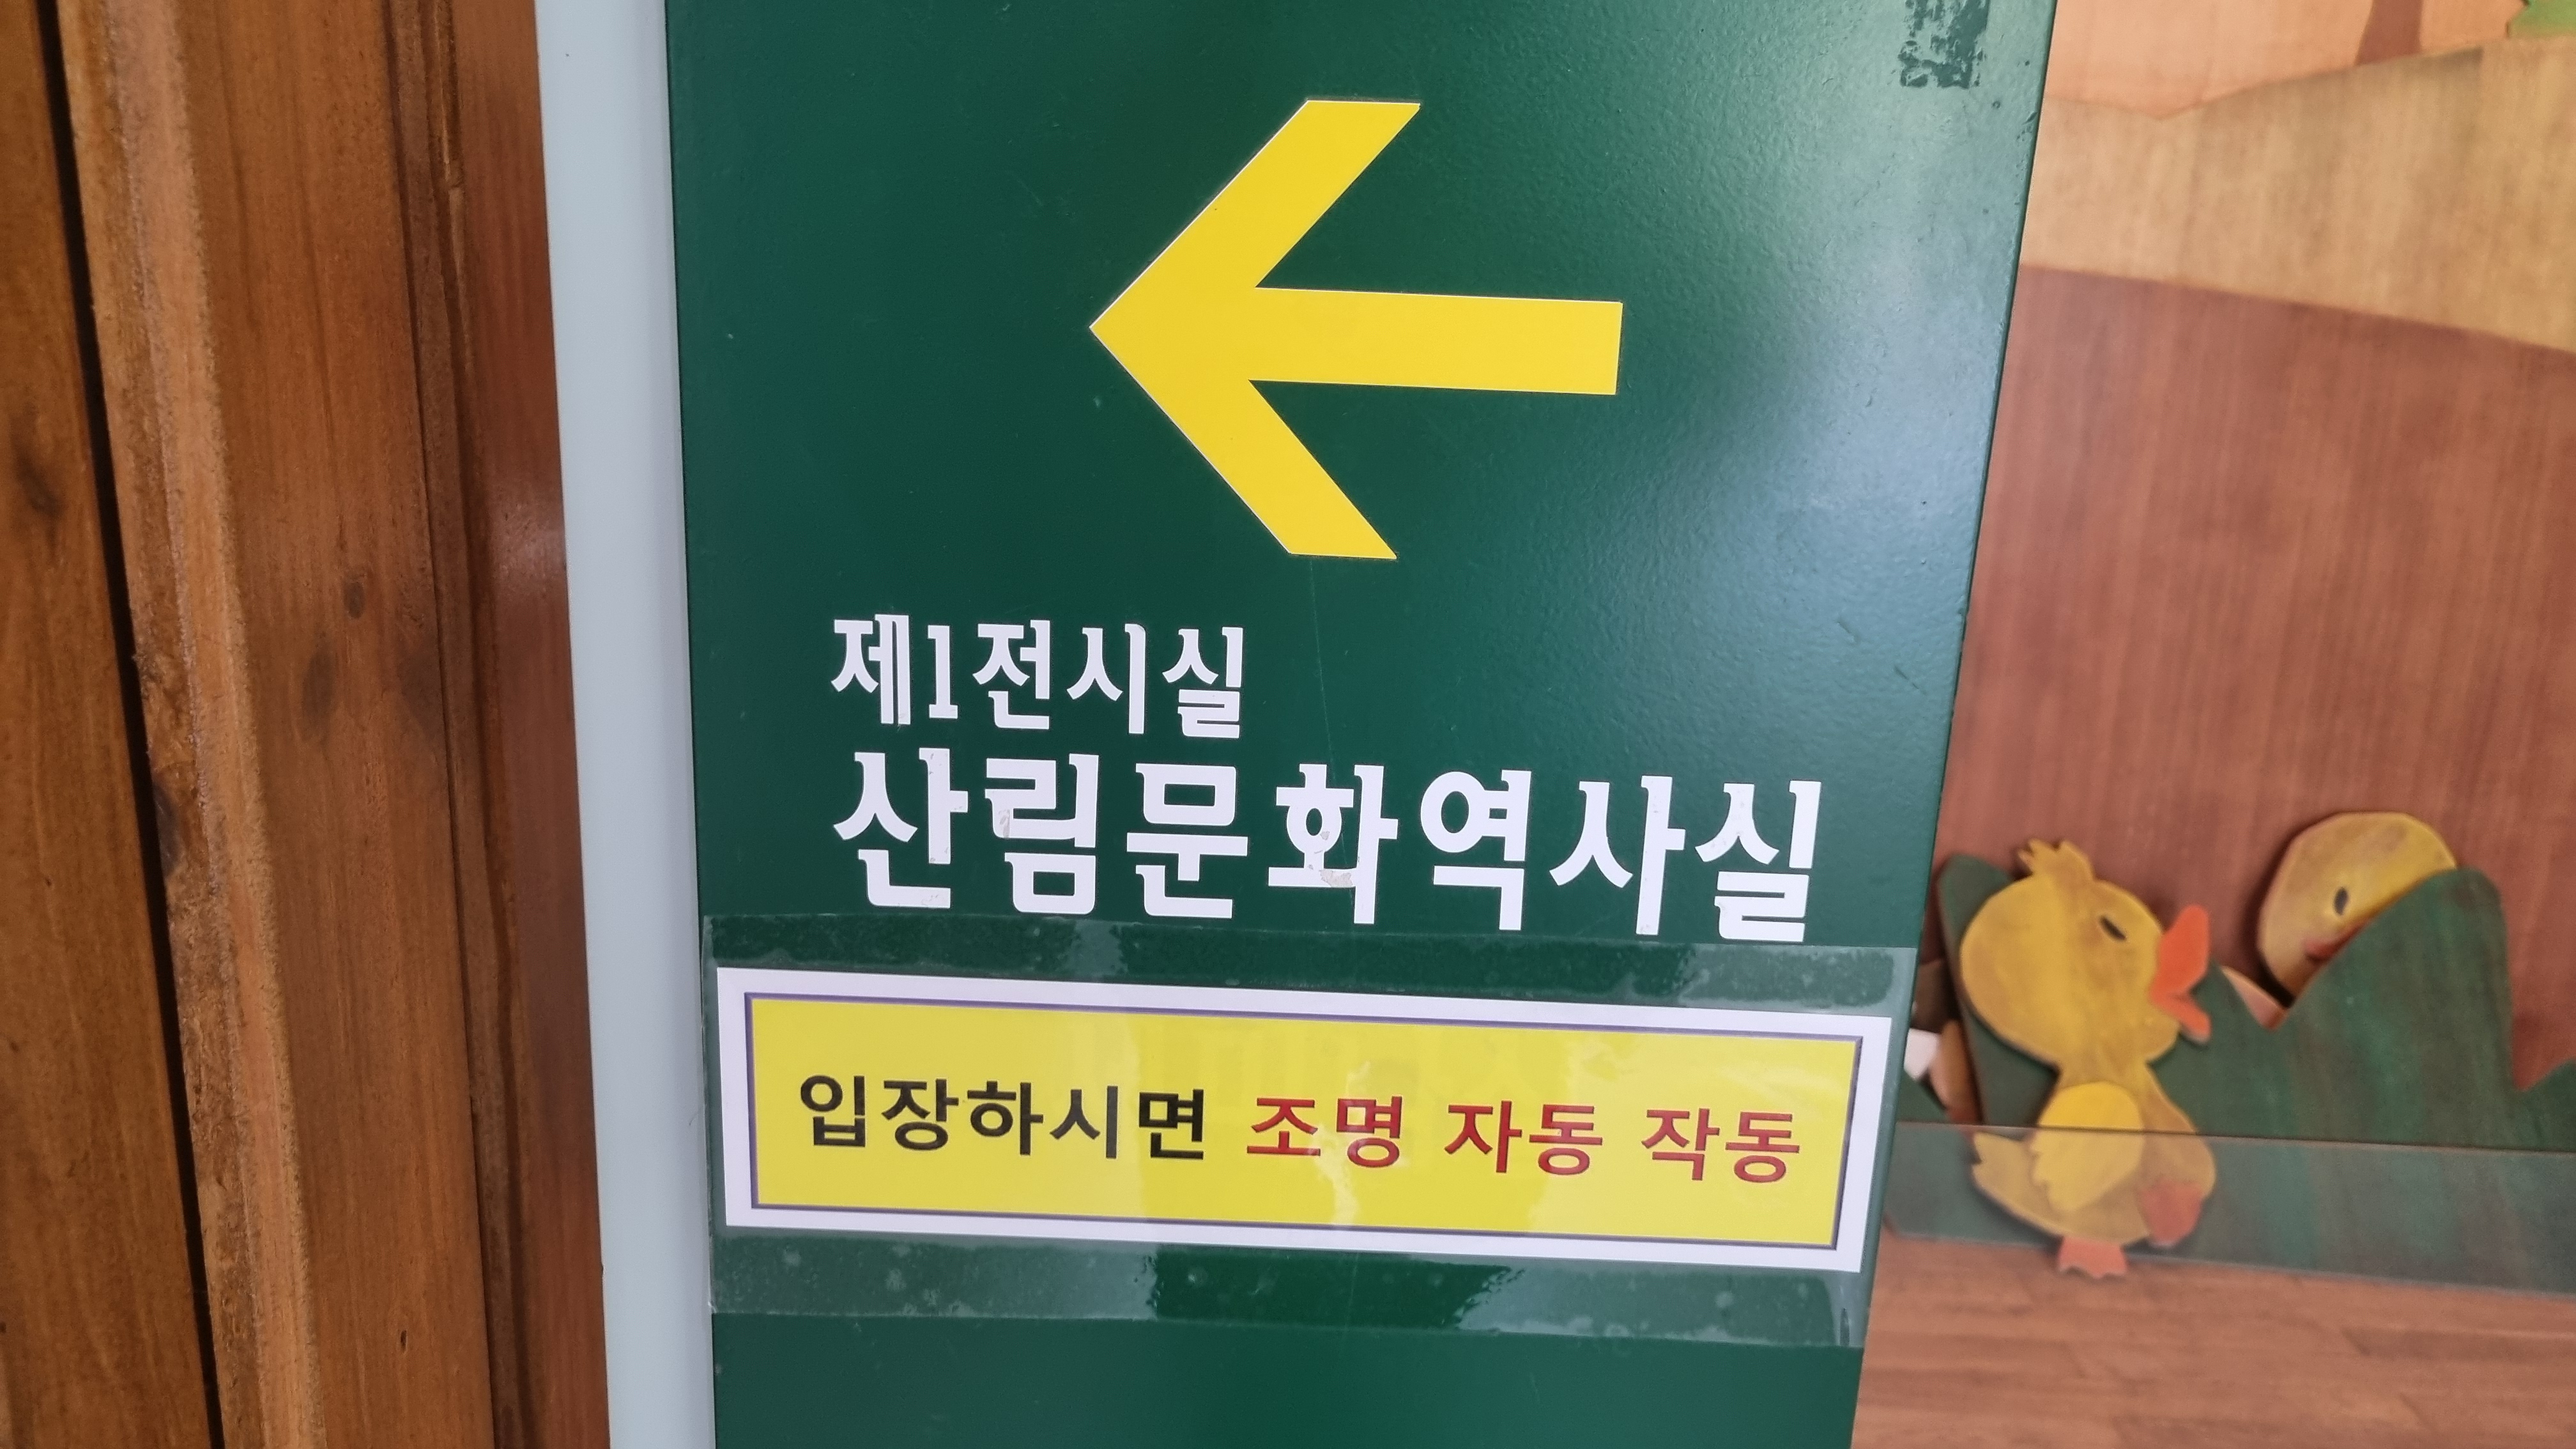 제1전시실
산림문화역사실
입장하시면 조명 자동 작동